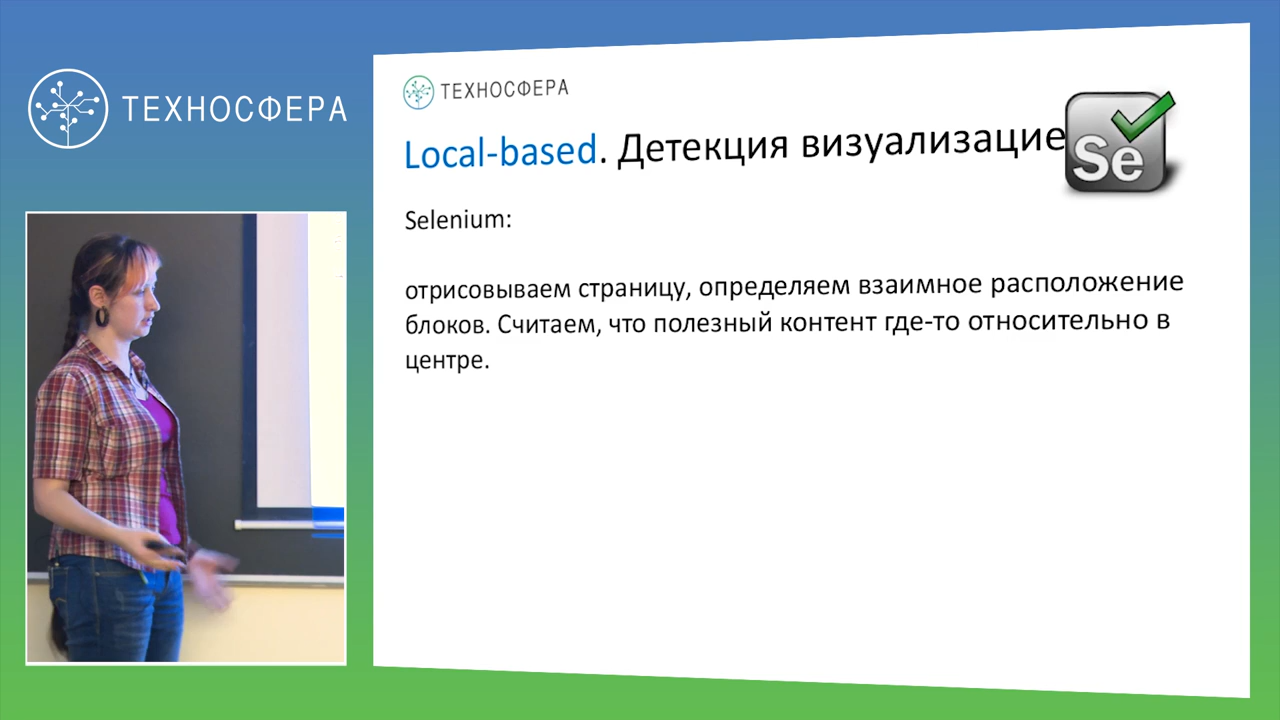 ТЕХНОСФЕРА
ТЕХНОСФЕРА
Local-based. Детекция визуализацие
Se
Selenium:
отрисовываем страницу, определяем взаимное расположение
блоков. Считаем, что полезный контент где-то относительно в
центре.